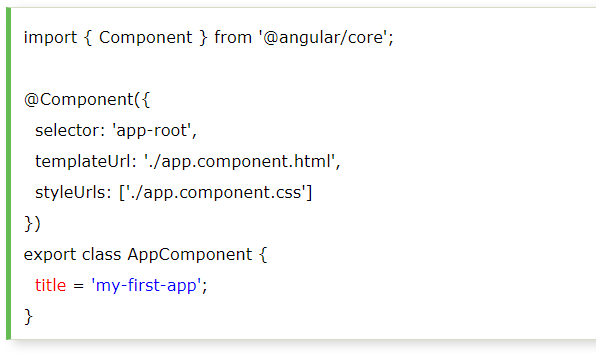 import { Component } from '@angular/core';
@Component({
  selector: 'app-root',
  templateUrl: './app.component.html',
  styleUrls: ['./app.component.css']
})
export class AppComponent {
  title = 'my-first-app';
}